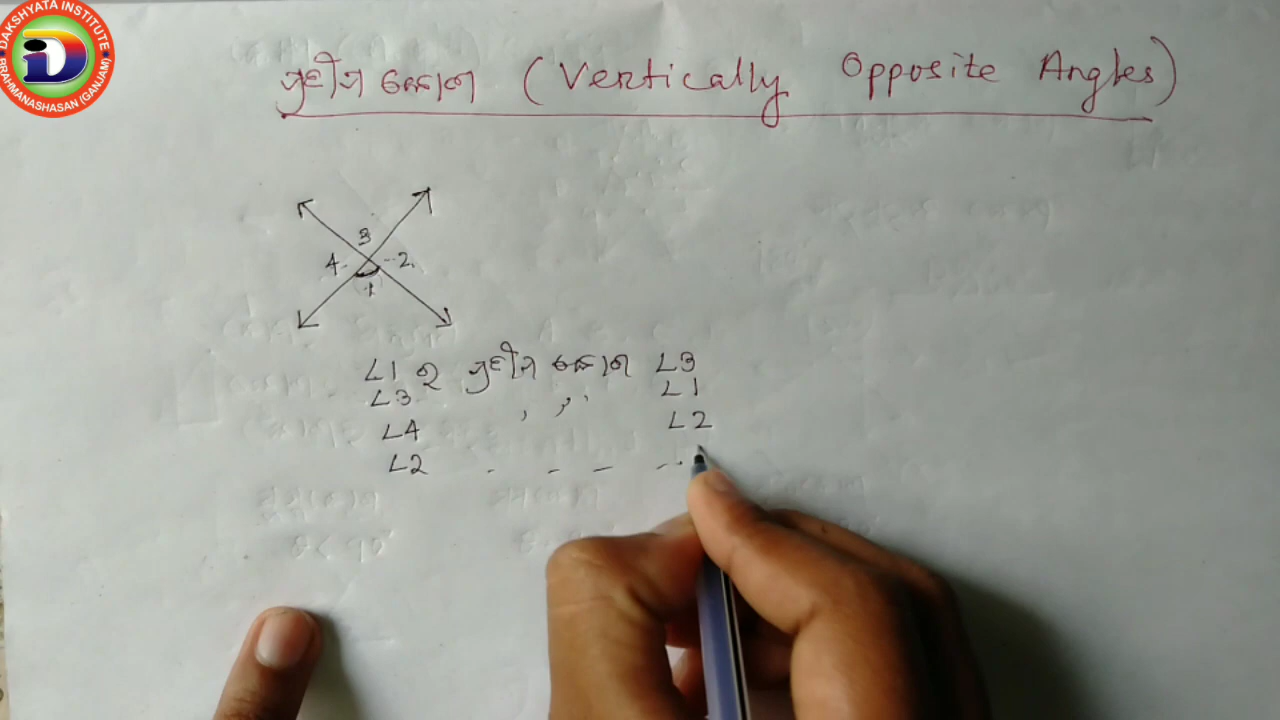 DAKSHYATA INSTITUTE
BRAHMANASHASAN (GANJAM)
iD
ପ୍ରତୀପ କୋଣ (Vertically Opposite Angles)
3
4 2
1
∠1 ର ପ୍ରତୀପ କୋଣ ∠3
∠3 , , , ∠1
∠4 ∠2
∠2 - - - -